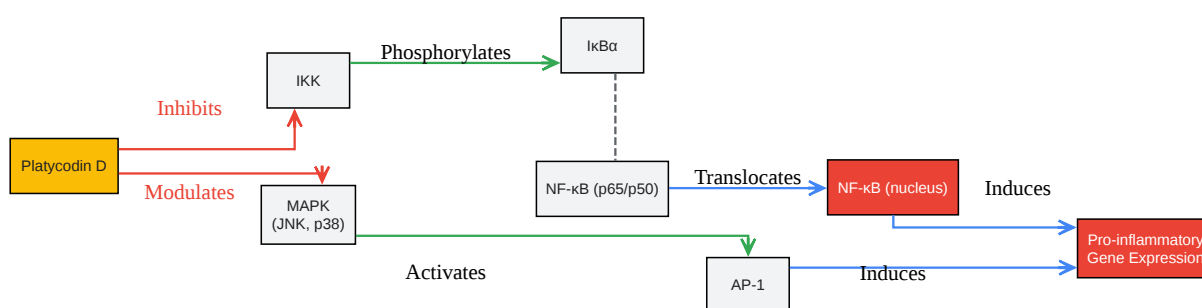 IκBα
Phosphorylates
IKK
Inhibits
Platycodin D
Modulates
MAPK
(JNK, p38)
NF-κB (p65/p50)
Translocates
NF-κB (nucleus)
Induces
Pro-inflammatory
Gene Expression
Activates
AP-1
Induces